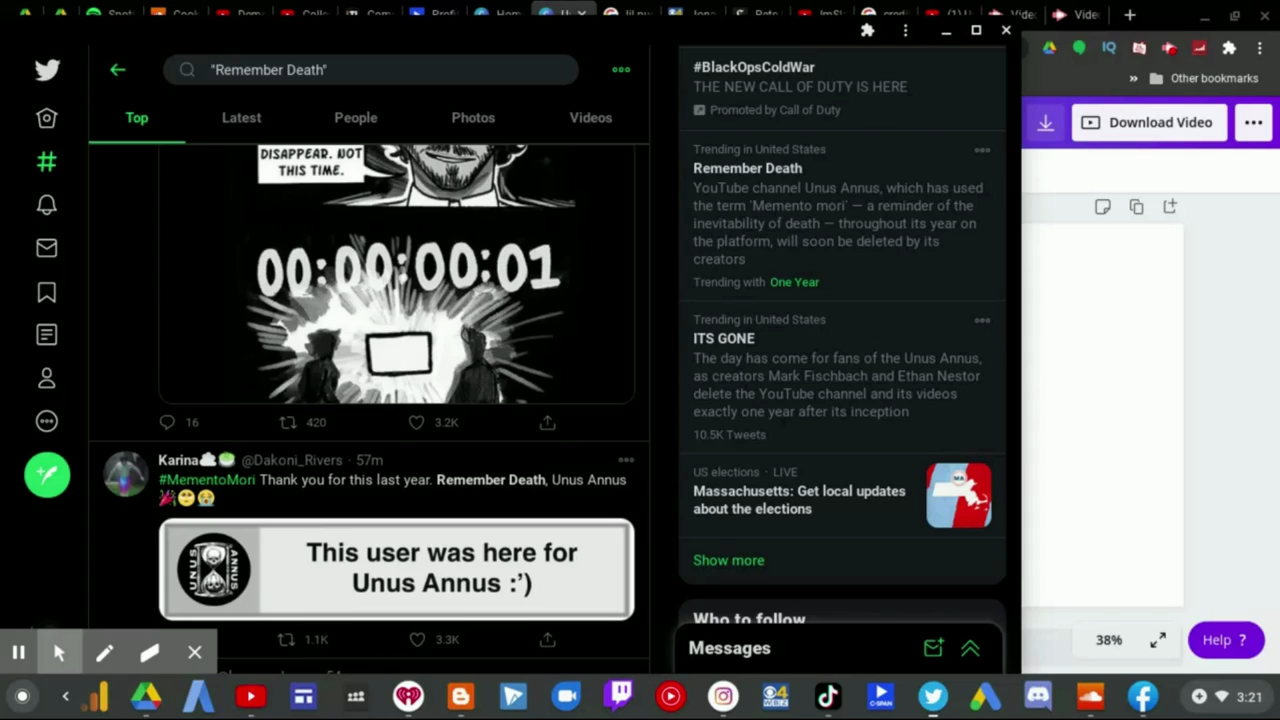 "Remember Death"
Top
Latest
People
Photos
Videos
DISAPPEAR. NOT
THIS TIME.
00:00:00:01
16
420
3.2K
Karina @Dakoni_Rivers · 57m
#MementoMori Thank you for this last year. Remember Death, Unus Annus
UNUS ANNUS
This user was here for
Unus Annus :')
1.1K
3.3K
#BlackOpsColdWar
THE NEW CALL OF DUTY IS HERE
Promoted by Call of Duty
Trending in United States
Remember Death
YouTube channel Unus Annus, which has used
the term 'Memento mori' — a reminder of the
inevitability of death — throughout its year on
the platform, will soon be deleted by its
creators
Trending with One Year
Trending in United States
ITS GONE
The day has come for fans of the Unus Annus,
as creators Mark Fischbach and Ethan Nestor
delete the YouTube channel and its videos
exactly one year after its inception
10.5K Tweets
US elections · LIVE
Massachusetts: Get local updates
about the elections
MA
Show more
Who to follow
Messages
IQ
» Other bookmarks
Download Video
38%
Help ?
3:21